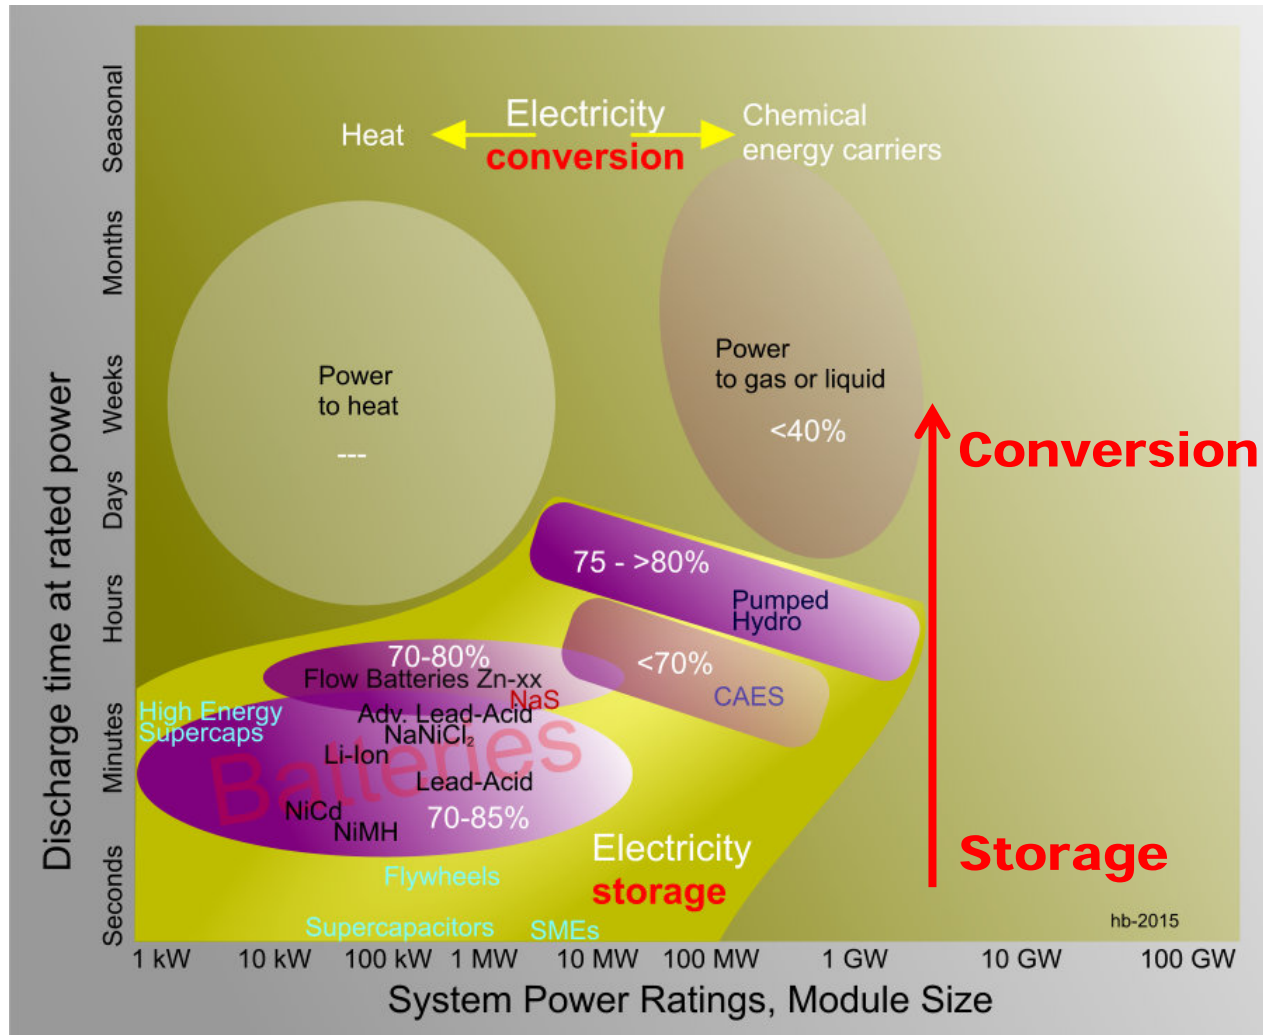 Electricity
conversion
Heat
Chemical
energy carriers
Power
to heat
---
Power
to gas or liquid
<40%
Conversion
75 - >80%
Pumped
Hydro
<70%
CAES
70-80%
Flow Batteries Zn-xx
NaS
High Energy
Supercaps
Adv. Lead-Acid
NaNiCl₂
Li-Ion
Batteries
Lead-Acid
NiCd
NiMH
70-85%
Electricity
storage
Storage
Flywheels
Supercapacitors
SMEs
hb-2015
Discharge time at rated power
Seasonal
Months
Weeks
Days
Hours
Minutes
Seconds
1 kW 10 kW 100 kW 1 MW 10 MW 100 MW 1 GW 10 GW 100 GW
System Power Ratings, Module Size